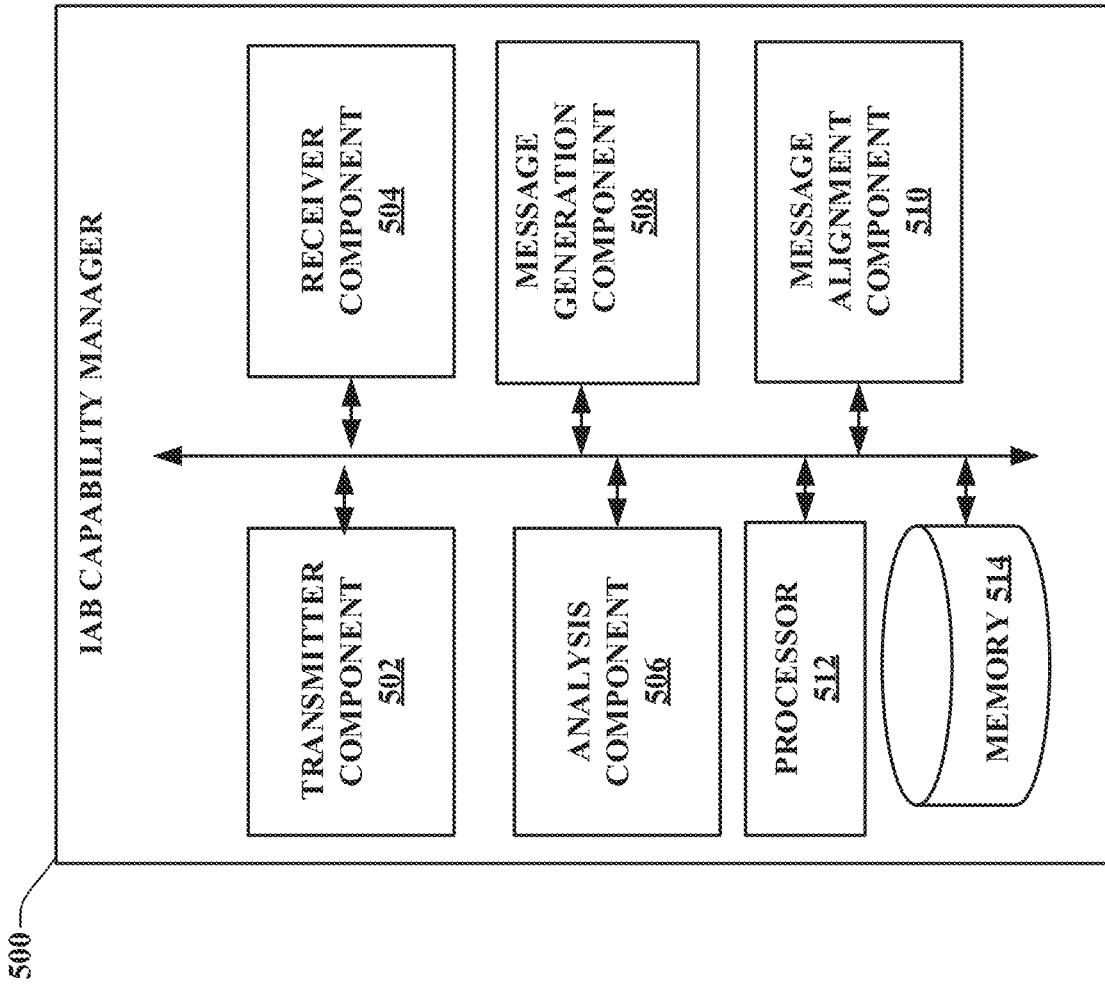 500
IAB CAPABILITY MANAGER
TRANSMITTER
COMPONENT
502
RECEIVER
COMPONENT
504
ANALYSIS
COMPONENT
506
MESSAGE
GENERATION
COMPONENT
508
PROCESSOR
512
MESSAGE
ALIGNMENT
COMPONENT
510
MEMORY 514